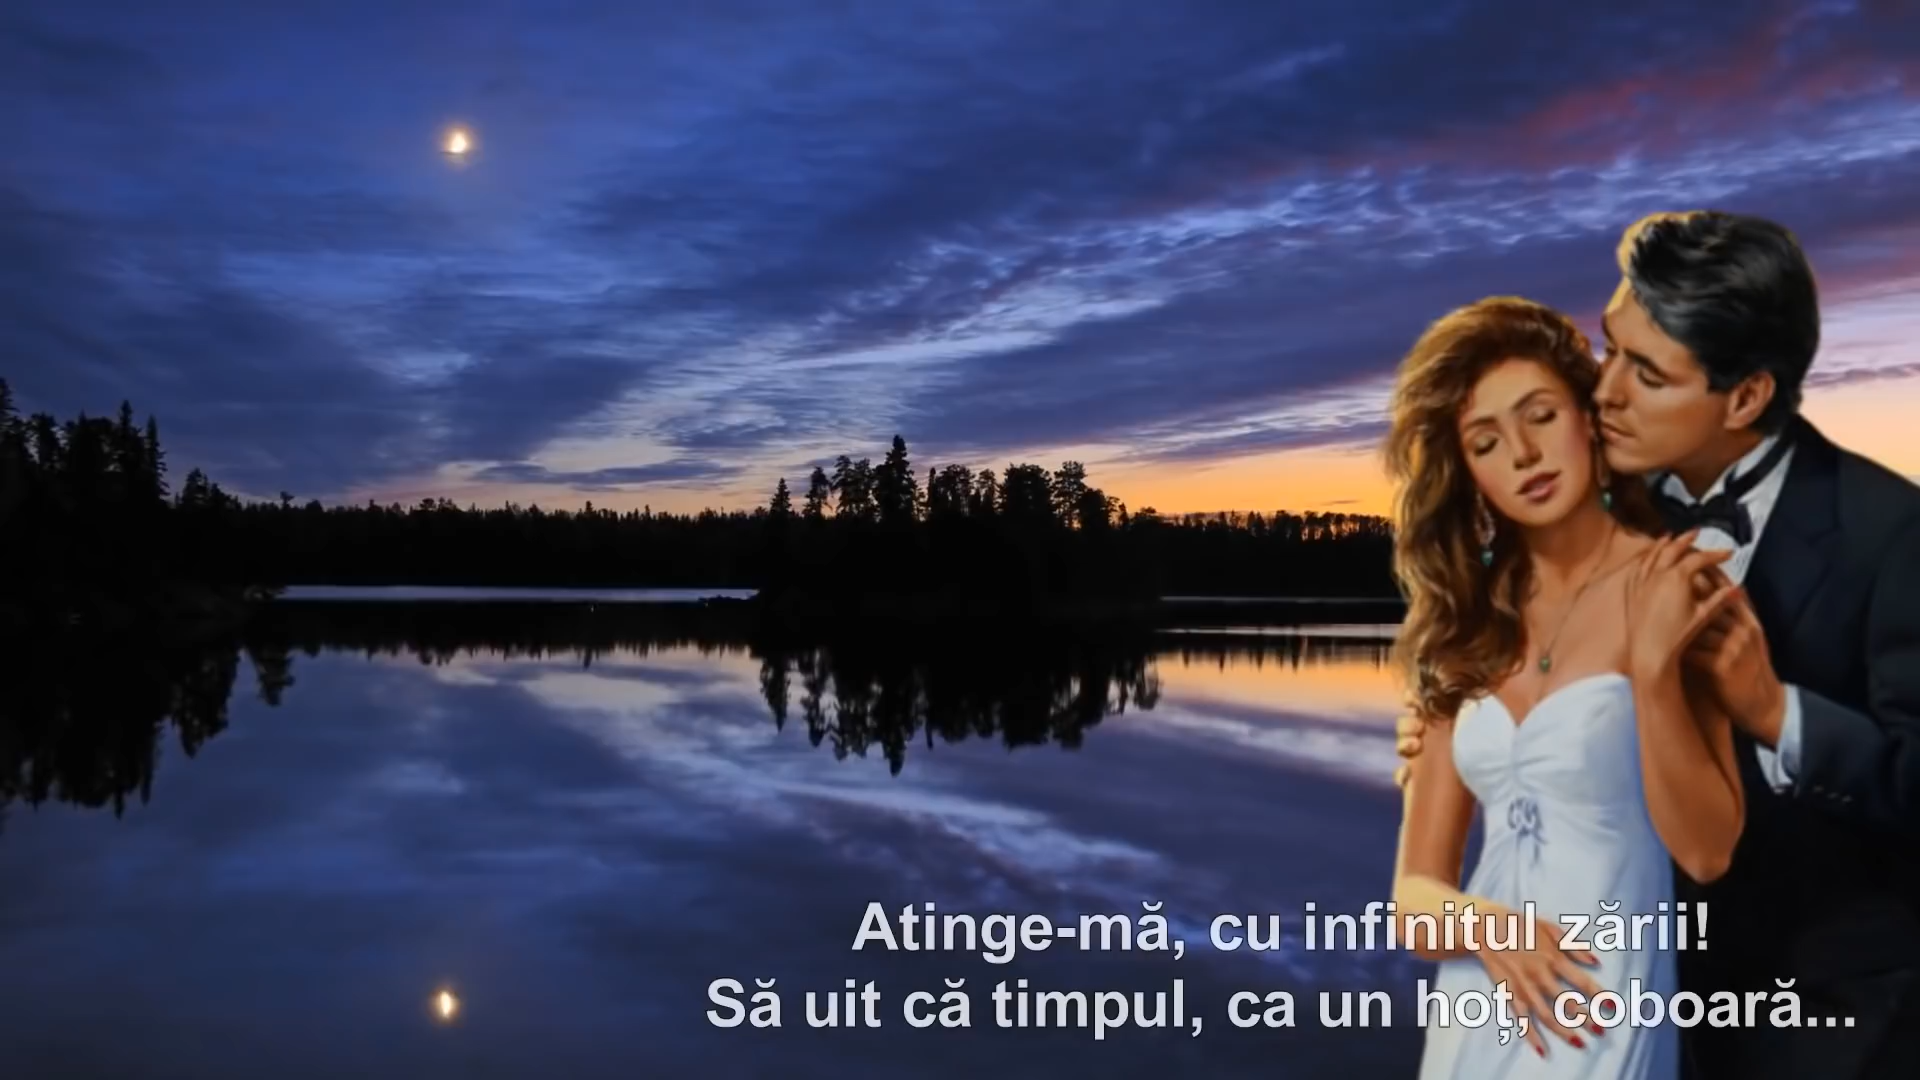 Atinge-mă, cu infinitul zării!
Să uit că timpul, ca un hoț, coboară...